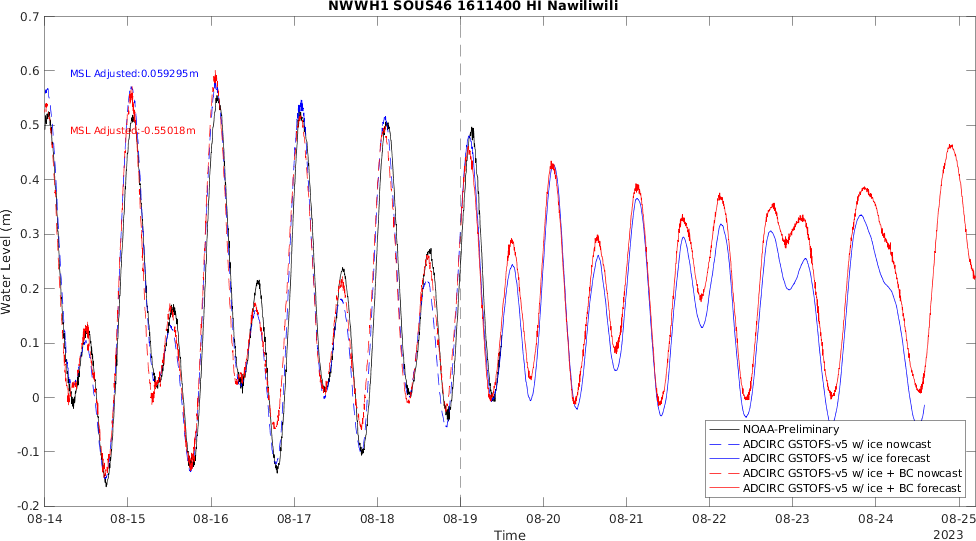 NWWH1 SOUS46 1611400 HI Nawiliwili
0.7
0.6
0.5
0.4
0.3
0.2
0.1
0
-0.1
-0.2
Water Level (m)
MSL Adjusted:0.059295m
MSL Adjusted:-0.55018m
NOAA-Preliminary
ADCIRC GSTOFS-v5 w/ ice nowcast
ADCIRC GSTOFS-v5 w/ ice forecast
ADCIRC GSTOFS-v5 w/ ice + BC nowcast
ADCIRC GSTOFS-v5 w/ ice + BC forecast
08-14 08-15 08-16 08-17 08-18 08-19 08-20 08-21 08-22 08-23 08-24 08-25
Time
2023